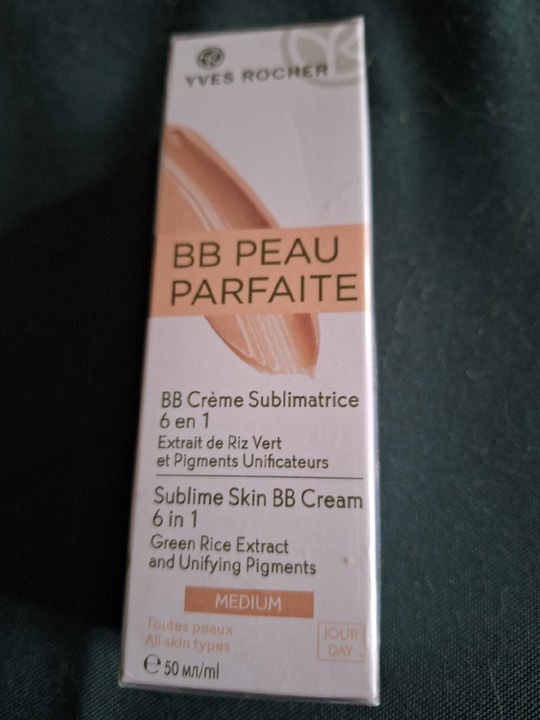 YVES ROCHER
BB PEAU
PARFAITE
BB Crème Sublimatrice
6 en 1
Extrait de Riz Vert
et Pigments Unificateurs
Sublime Skin BB Cream
6 in 1
Green Rice Extract
and Unifying Pigments
MEDIUM
Toutes peaux
All skin types
JOUR
DAY
℮ 50 мл/ml